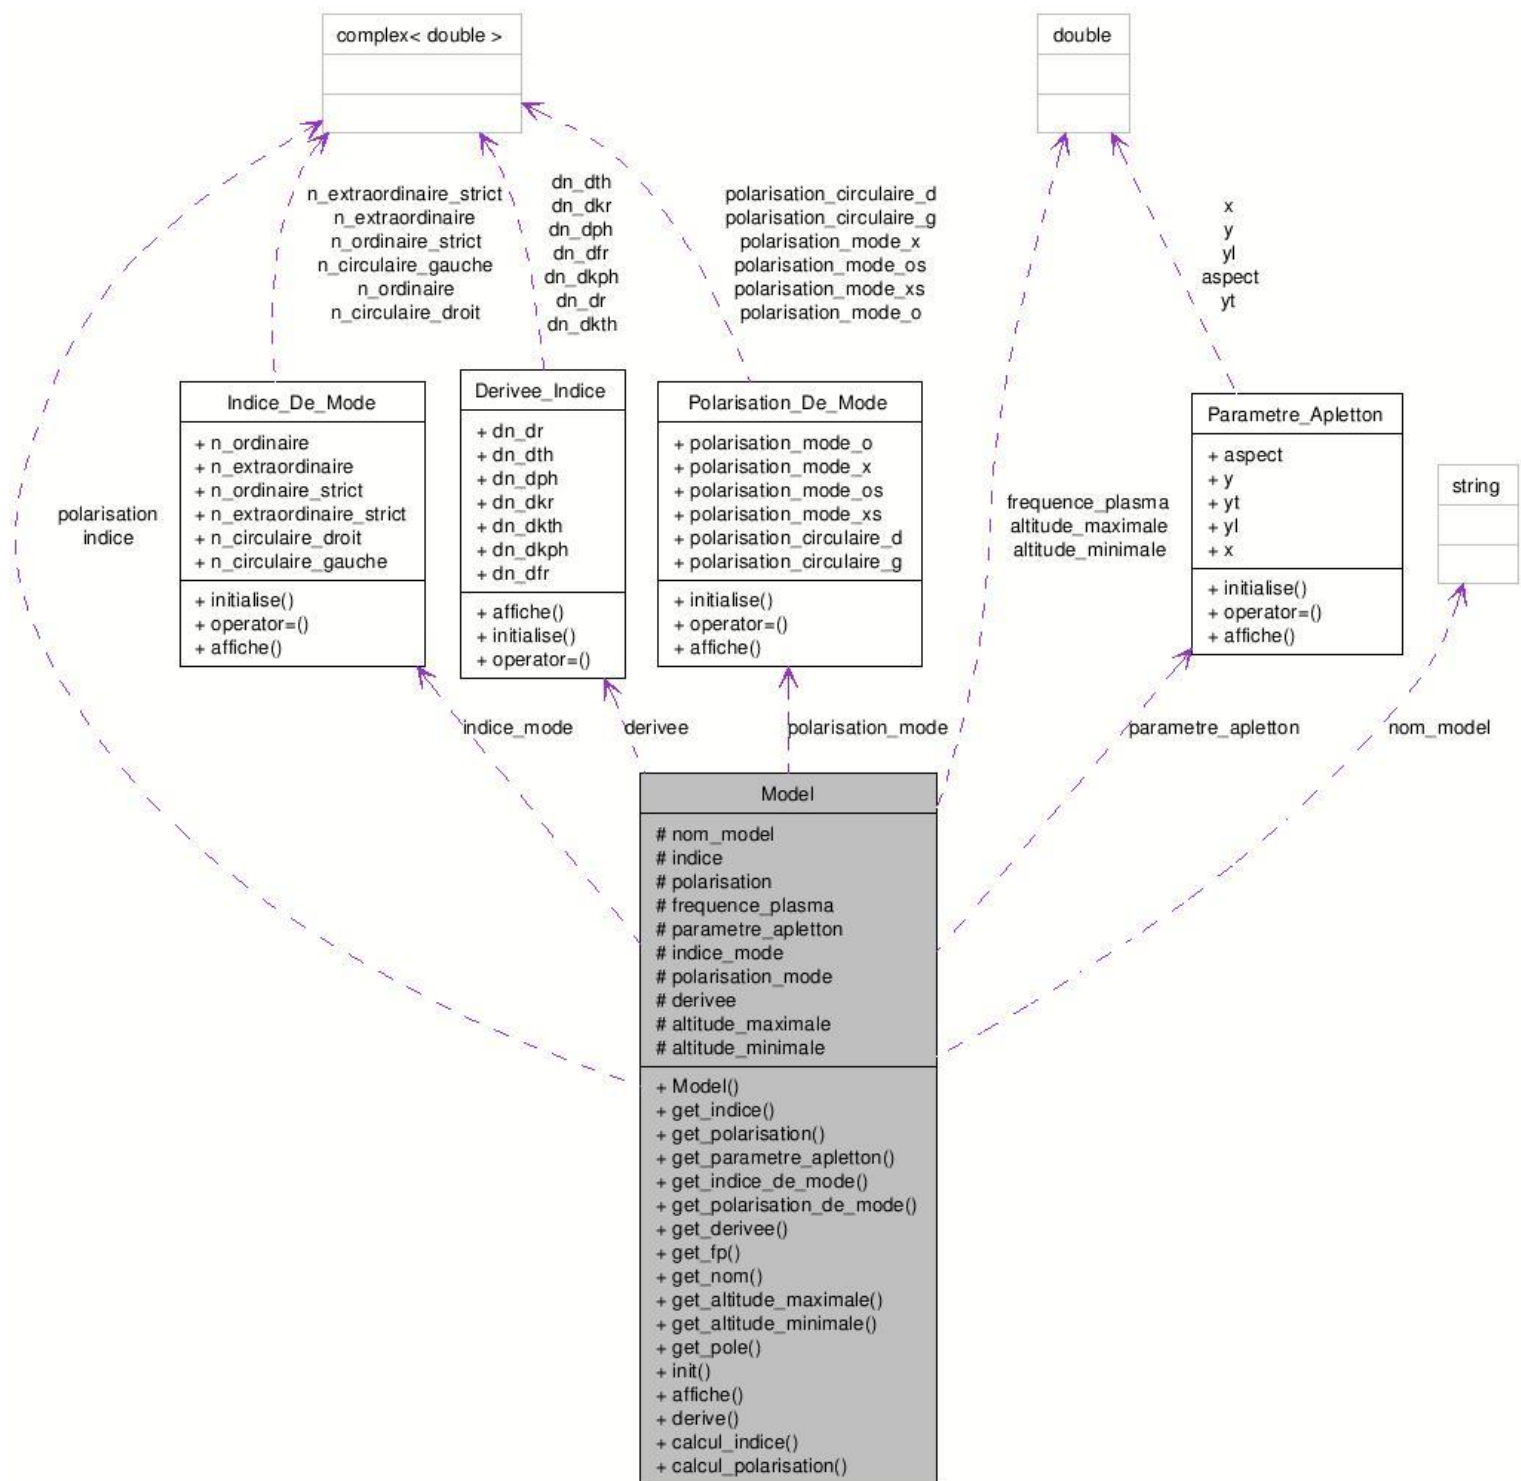 complex< double >
double
n_extraordinaire_strict
n_extraordinaire
n_ordinaire_strict
n_circulaire_gauche
n_ordinaire
n_circulaire_droit
dn_dth
dn_dkr
dn_dph
dn_dfr
dn_dkph
dn_dr
dn_dkth
polarisation_circulaire_d
polarisation_circulaire_g
polarisation_mode_x
polarisation_mode_os
polarisation_mode_xs
polarisation_mode_o
x
y
yl
aspect
yt
polarisation
indice
Indice_De_Mode
+ n_ordinaire
+ n_extraordinaire
+ n_ordinaire_strict
+ n_extraordinaire_strict
+ n_circulaire_droit
+ n_circulaire_gauche
+ initialise()
+ operator=()
+ affiche()
Derivee_Indice
+ dn_dr
+ dn_dth
+ dn_dph
+ dn_dkr
+ dn_dkth
+ dn_dkph
+ dn_dfr
+ affiche()
+ initialise()
+ operator=()
Polarisation_De_Mode
+ polarisation_mode_o
+ polarisation_mode_x
+ polarisation_mode_os
+ polarisation_mode_xs
+ polarisation_circulaire_d
+ polarisation_circulaire_g
+ initialise()
+ operator=()
+ affiche()
frequence_plasma
altitude_maximale
altitude_minimale
Parametre_Apletton
+ aspect
+ y
+ yt
+ yl
+ x
+ initialise()
+ operator=()
+ affiche()
string
indice_mode
derivee
polarisation_mode
parametre_apletton
nom_model
Model
# nom_model
# indice
# polarisation
# frequence_plasma
# parametre_apletton
# indice_mode
# polarisation_mode
# derivee
# altitude_maximale
# altitude_minimale
+ Model()
+ get_indice()
+ get_polarisation()
+ get_parametre_apletton()
+ get_indice_de_mode()
+ get_polarisation_de_mode()
+ get_derivee()
+ get_fp()
+ get_nom()
+ get_altitude_maximale()
+ get_altitude_minimale()
+ get_pole()
+ init()
+ affiche()
+ derive()
+ calcul_indice()
+ calcul_polarisation()